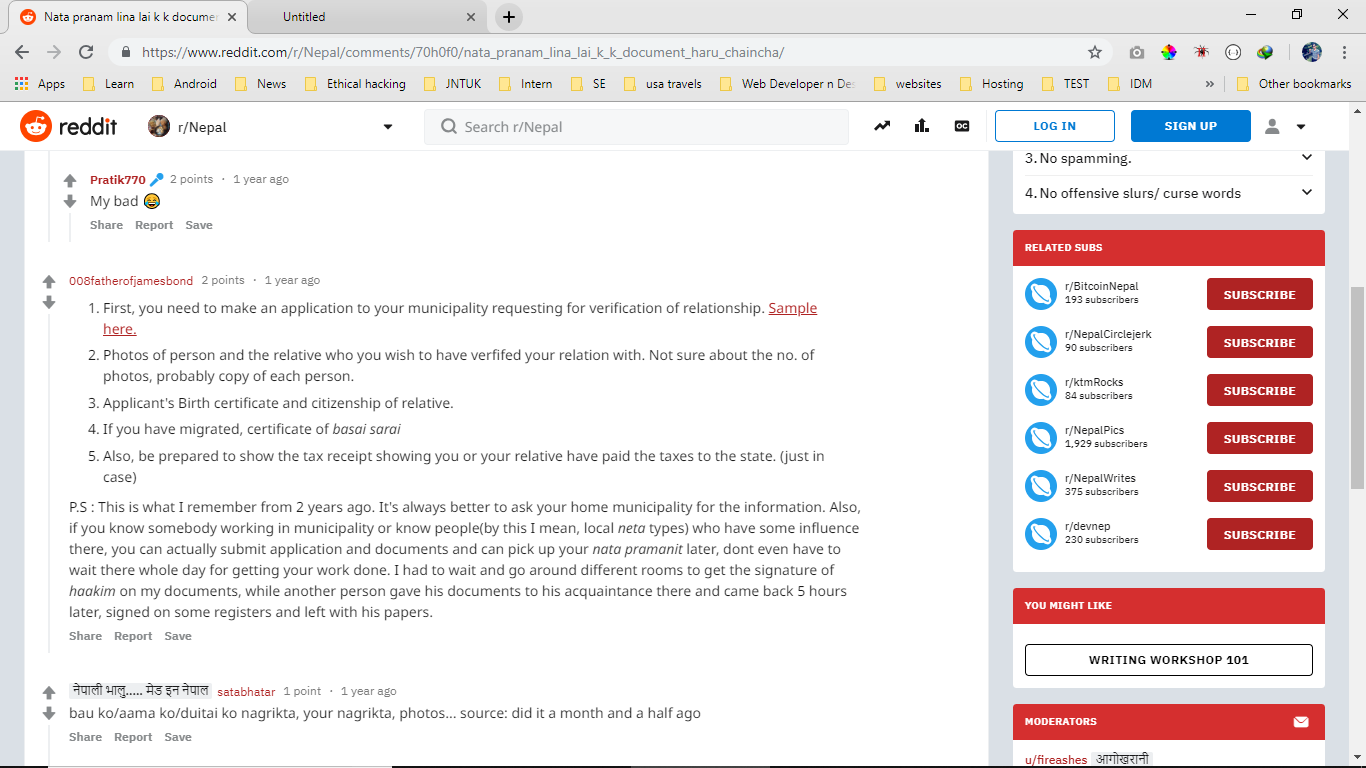 Nata pranam lina lai k k documen
Untitled
https://www.reddit.com/r/Nepal/comments/70h0f0/nata_pranam_lina_lai_k_k_document_haru_chaincha/
Apps Learn Android News Ethical hacking JNTUK Intern SE usa travels Web Developer n Des websites Hosting TEST IDM » Other bookmarks
reddit r/Nepal Search r/Nepal LOG IN SIGN UP
Pratik770 2 points · 1 year ago
My bad 😂
Share Report Save
008fatherofjamesbond 2 points · 1 year ago
1. First, you need to make an application to your municipality requesting for verification of relationship. Sample
here.
2. Photos of person and the relative who you wish to have verfifed your relation with. Not sure about the no. of
photos, probably copy of each person.
3. Applicant's Birth certificate and citizenship of relative.
4. If you have migrated, certificate of basai sarai
5. Also, be prepared to show the tax receipt showing you or your relative have paid the taxes to the state. (just in
case)
P.S : This is what I remember from 2 years ago. It's always better to ask your home municipality for the information. Also,
if you know somebody working in municipality or know people(by this I mean, local neta types) who have some influence
there, you can actually submit application and documents and can pick up your nata pramanit later, dont even have to
wait there whole day for getting your work done. I had to wait and go around different rooms to get the signature of
haakim on my documents, while another person gave his documents to his acquaintance there and came back 5 hours
later, signed on some registers and left with his papers.
Share Report Save
नेपाली भालु..... मेड इन नेपाल satabhatar 1 point · 1 year ago
bau ko/aama ko/duitai ko nagrikta, your nagrikta, photos... source: did it a month and a half ago
Share Report Save
3. No spamming.
4. No offensive slurs/ curse words
RELATED SUBS
r/BitcoinNepal
193 subscribers
SUBSCRIBE
r/NepalCirclejerk
90 subscribers
SUBSCRIBE
r/ktmRocks
84 subscribers
SUBSCRIBE
r/NepalPics
1,929 subscribers
SUBSCRIBE
r/NepalWrites
375 subscribers
SUBSCRIBE
r/devnep
230 subscribers
SUBSCRIBE
YOU MIGHT LIKE
WRITING WORKSHOP 101
MODERATORS
u/fireashes आगोखरानी